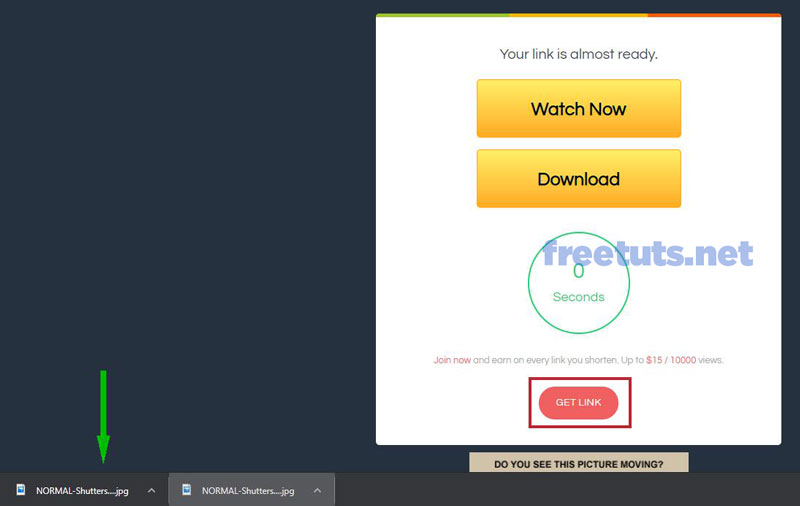 Your link is almost ready.
Watch Now
Download
freetuts.net
0
Seconds
Join now and earn on every link you shorten. Up to $15 / 10000 views.
GET LINK
DO YOU SEE THIS PICTURE MOVING?
NORMAL-Shutters....jpg
NORMAL-Shutters....jpg